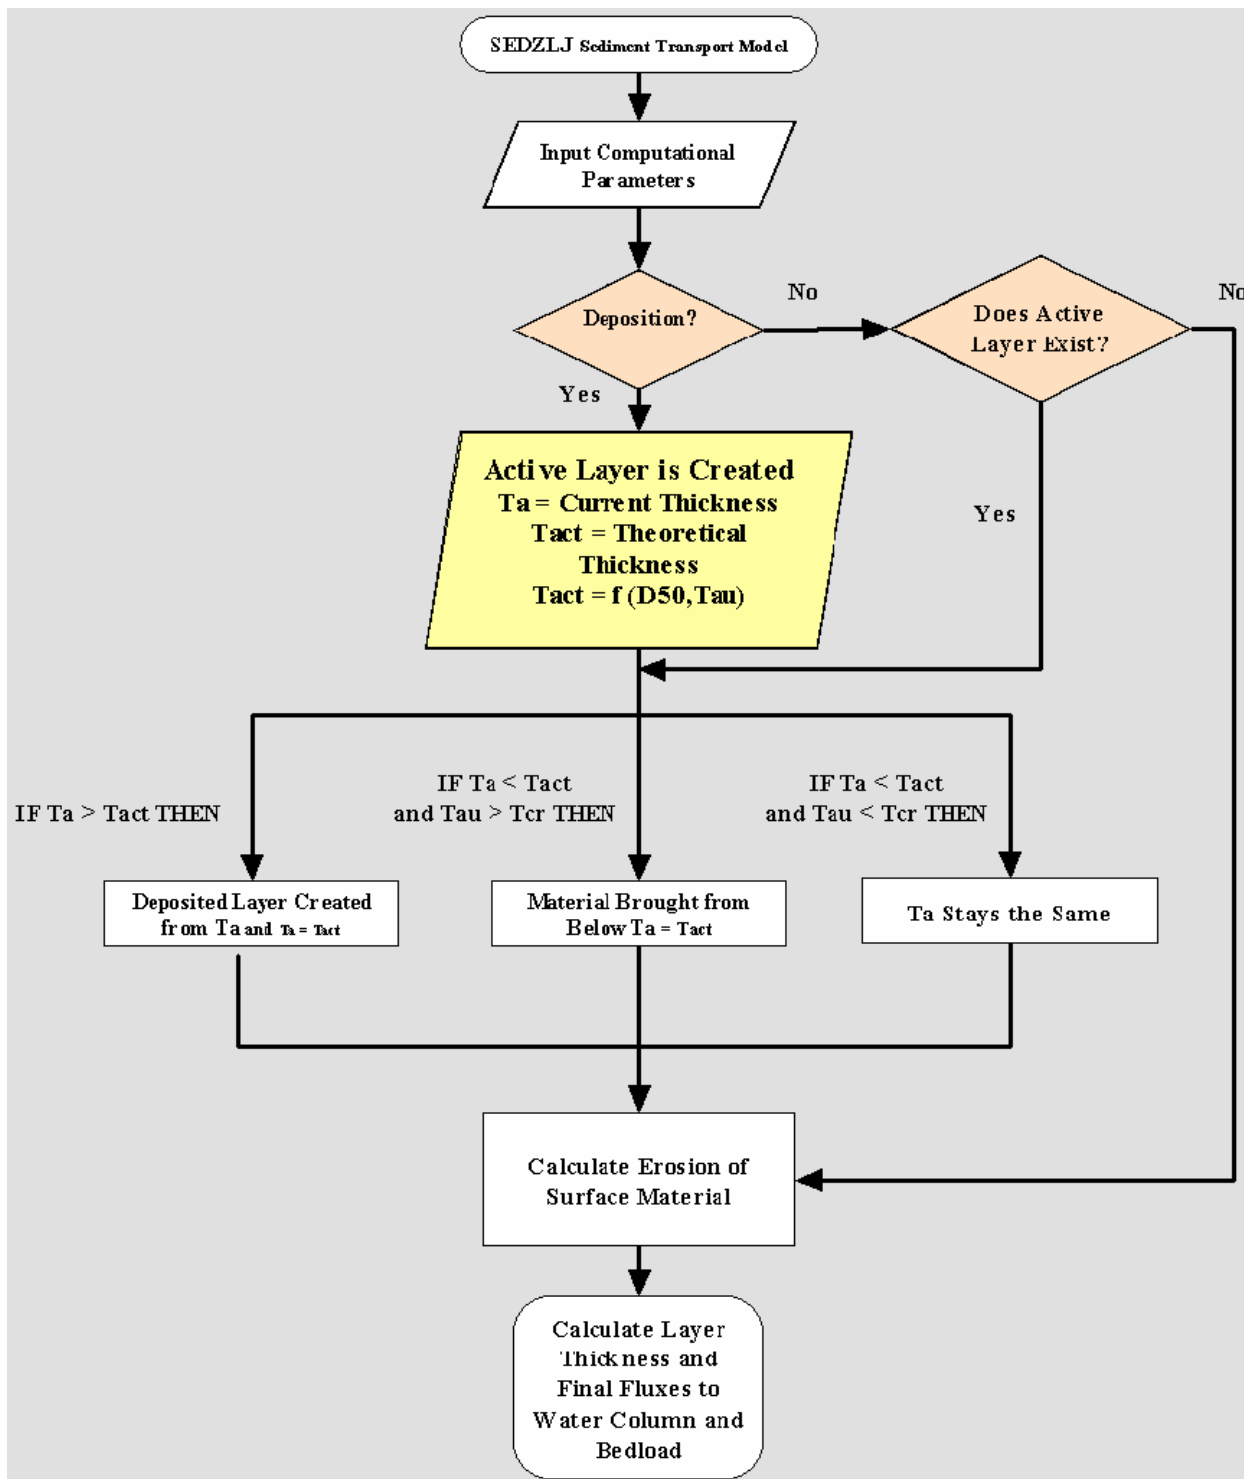 SEDZLJ Sediment Transport Model
Input Computational
Parameters
Deposition?
No
Does Active
Layer Exist?
No
Yes
Active Layer is Created
Ta = Current Thickness
Tact = Theoretical
Thickness
Tact = f (D50,Tau)
Yes
IF Ta > Tact THEN
IF Ta < Tact
and Tau > Tcr THEN
IF Ta < Tact
and Tau < Tcr THEN
Deposited Layer Created
from Ta and Ta = Tact
Material Brought from
Below Ta = Tact
Ta Stays the Same
Calculate Erosion of
Surface Material
Calculate Layer
Thickness and
Final Fluxes to
Water Column and
Bedload